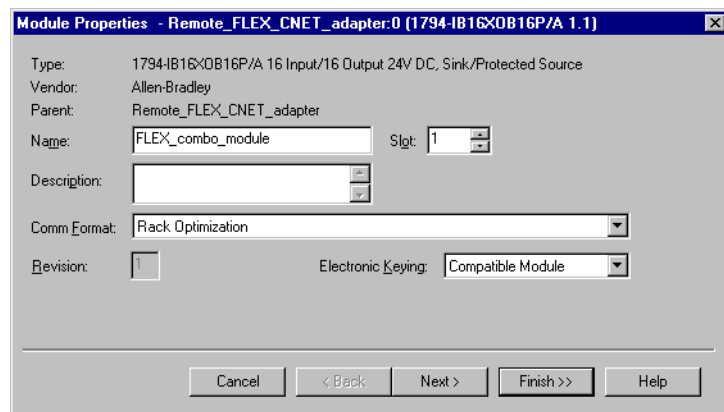 Module Properties - Remote_FLEX_CNET_adapter:0 (1794-IB16XOB16P/A 1.1)
Type: 1794-IB16XOB16P/A 16 Input/16 Output 24V DC, Sink/Protected Source
Vendor: Allen-Bradley
Parent: Remote_FLEX_CNET_adapter
Name: FLEX_combo_module Slot: 1
Description:
Comm Format: Rack Optimization
Revision: 1 Electronic Keying: Compatible Module
Cancel < Back Next > Finish >> Help